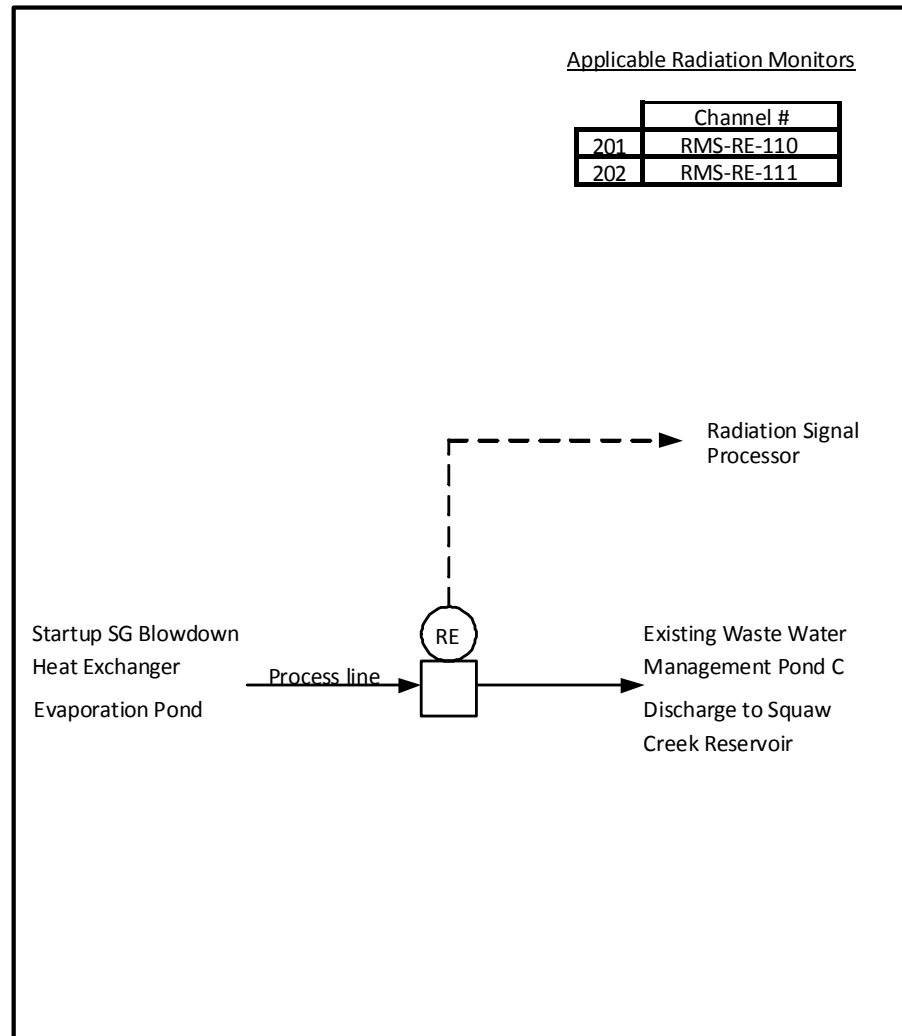 Applicable Radiation Monitors
Channel #
201 RMS-RE-110
202 RMS-RE-111
Radiation Signal
Processor
Startup SG Blowdown
Heat Exchanger
Evaporation Pond
Process line
RE
Existing Waste Water
Management Pond C
Discharge to Squaw
Creek Reservoir